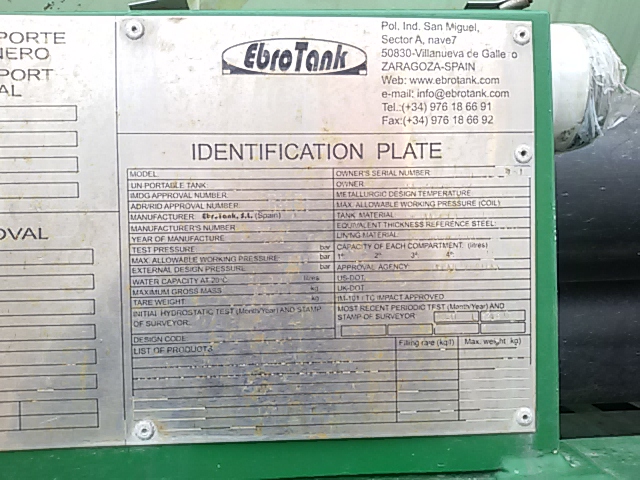 PORTE
NERO
PORT
AL
OVAL
EbroTank
Pol. Ind. San Miguel,
Sector A, nave7
50830-Villanueva de Galle o
ZARAGOZA-SPAIN
Web: www.ebrotank.com
e-mail: info@ebrotank.com
Tel.:(+34) 976 18 66 91
Fax:(+34) 976 18 66 92
IDENTIFICATION PLATE
MODEL:
UN PORTABLE TANK:
IMDG APPROVAL NUMBER:
ADR/RID APPROVAL NUMBER:
MANUFACTURER: Ebrotank, S.L. (Spain)
MANUFACTURER'S NUMBER:
YEAR OF MANUFACTURE:
TEST PRESSURE: bar
MAX. ALLOWABLE WORKING PRESSURE: bar
EXTERNAL DESIGN PRESSURE: bar
WATER CAPACITY AT 20°C: litres
MAXIMUM GROSS MASS: kg
TARE WEIGHT: kg
INITIAL HYDROSTATIC TEST (Month/Year) AND STAMP
OF SURVEYOR:
OWNER'S SERIAL NUMBER:
OWNER:
METALLURGIC DESIGN TEMPERATURE:
MAX. ALLOWABLE WORKING PRESSURE (COIL):
TANK MATERIAL:
EQUIVALENT THICKNESS REFERENCE STEEL:
LINING MATERIAL:
CAPACITY OF EACH COMPARTMENT: (litres)
1º: 2º: 3º: 4º:
APPROVAL AGENCY:
US-DOT:
UK-DOT:
IM-101 / TC IMPACT APPROVED
MOST RECENT PERIODIC TEST (Month/Year) AND
STAMP OF SURVEYOR
DESIGN CODE:
LIST OF PRODUCTS Filling rate (kg/l) Max. weight kg)